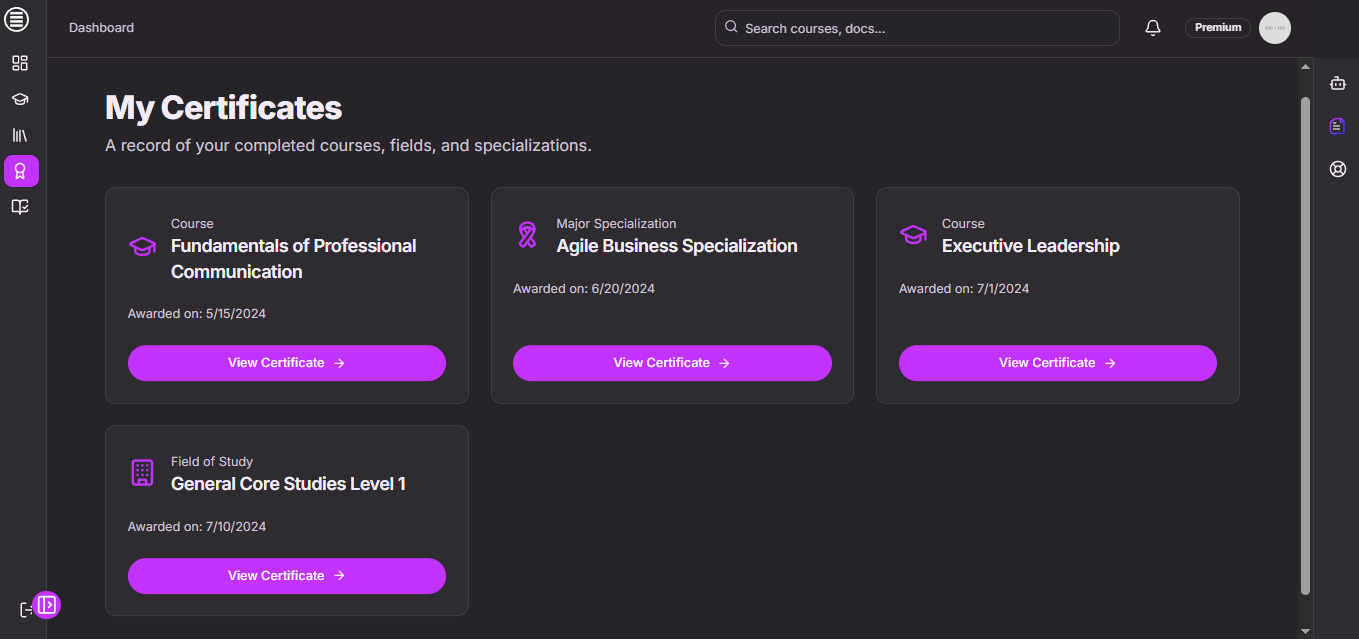 Dashboard
Search courses, docs...
Premium
My Certificates
A record of your completed courses, fields, and specializations.
Course
Fundamentals of Professional
Communication
Awarded on: 5/15/2024
View Certificate →
Major Specialization
Agile Business Specialization
Awarded on: 6/20/2024
View Certificate →
Course
Executive Leadership
Awarded on: 7/1/2024
View Certificate →
Field of Study
General Core Studies Level 1
Awarded on: 7/10/2024
View Certificate →